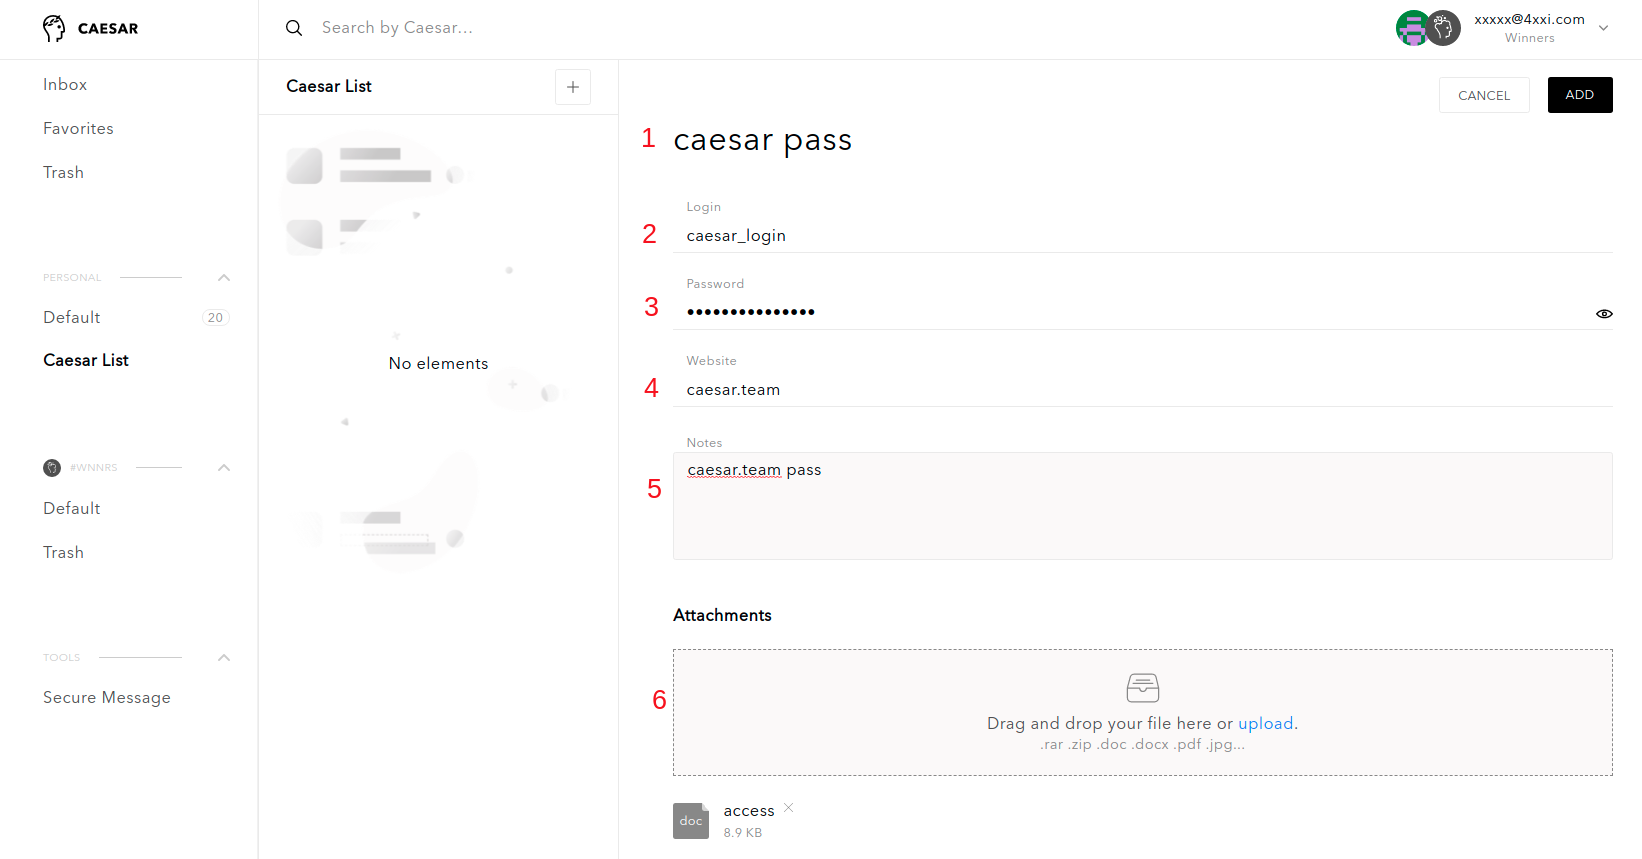 CAESAR
Search by Caesar...
xxxxx@4xxi.com
Winners
Inbox
Favorites
Trash
PERSONAL
Default 20
Caesar List
#WNNRS
Default
Trash
TOOLS
Secure Message
Caesar List
+
No elements
CANCEL ADD
1 caesar pass
Login
2 caesar_login
Password
3 •••••••••••••••
Website
4 caesar.team
Notes
5 caesar.team pass
Attachments
6
Drag and drop your file here or upload.
.rar .zip .doc .docx .pdf .jpg...
doc access
8.9 KB